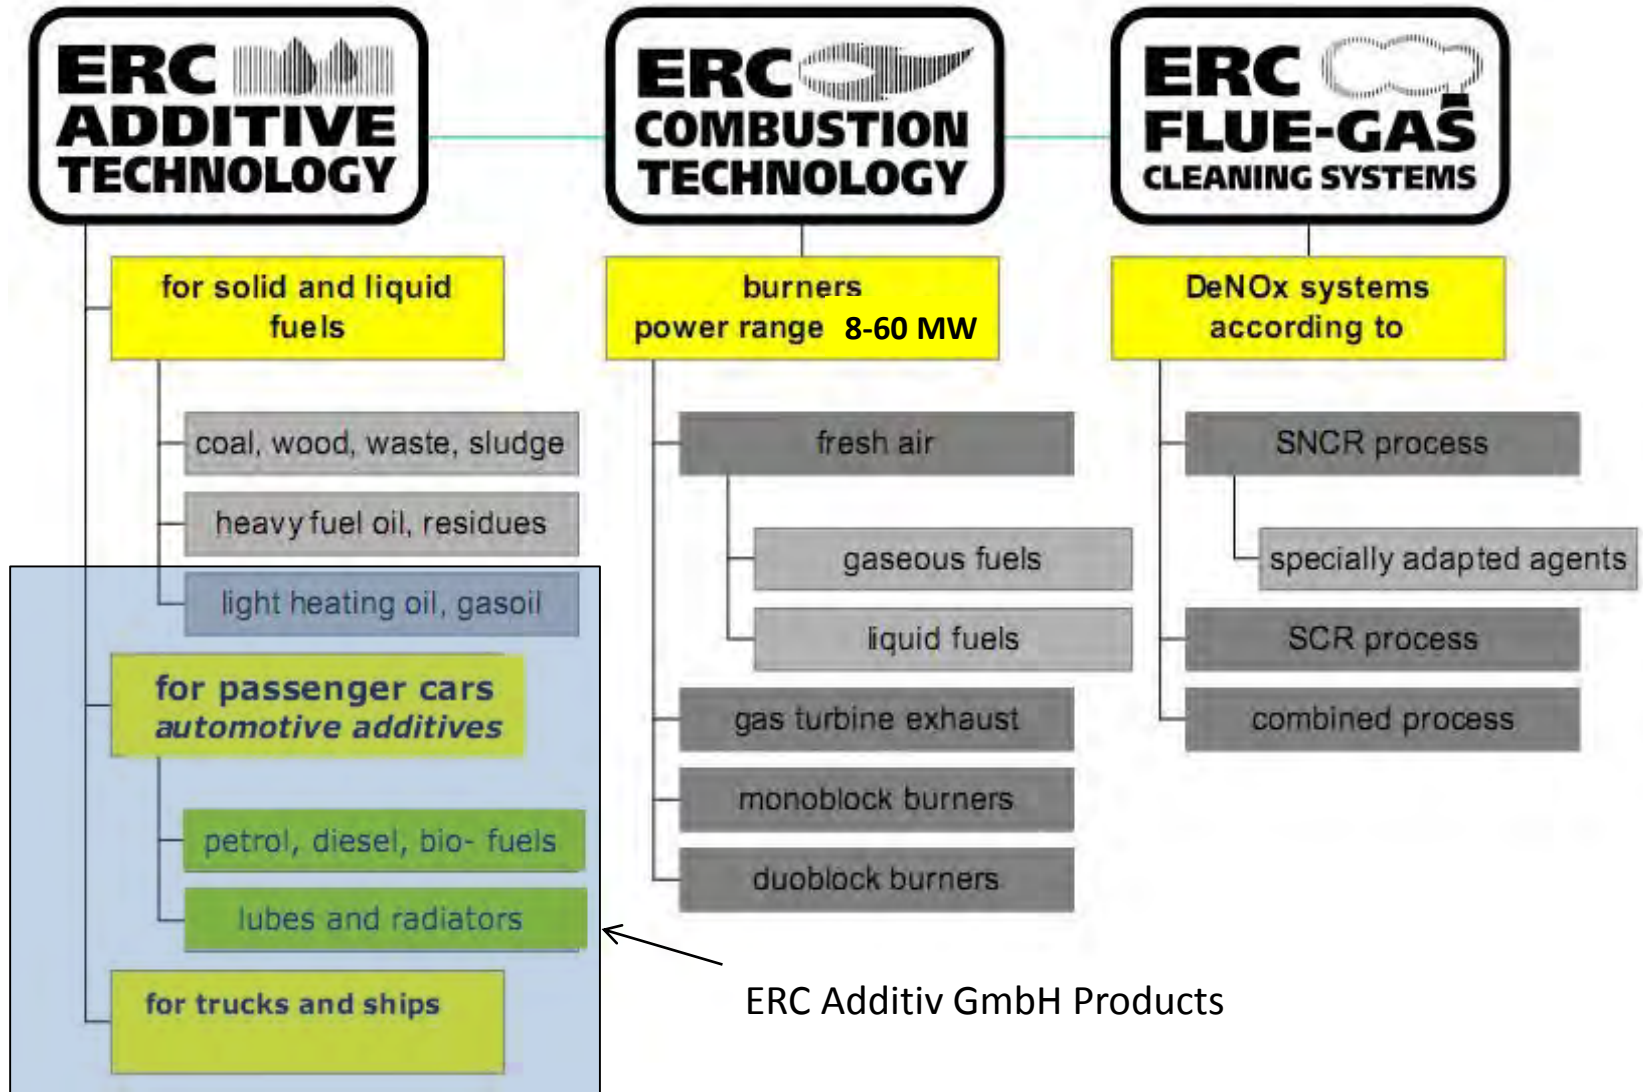 ERC
ADDITIVE
TECHNOLOGY
for solid and liquid
fuels
coal, wood, waste, sludge
heavy fuel oil, residues
light heating oil, gasoil
for passenger cars
automotive additives
petrol, diesel, bio- fuels
lubes and radiators
for trucks and ships
ERC
COMBUSTION
TECHNOLOGY
burners
power range 8-60 MW
fresh air
gaseous fuels
liquid fuels
gas turbine exhaust
monoblock burners
duoblock burners
ERC
FLUE-GAS
CLEANING SYSTEMS
DeNOx systems
according to
SNCR process
specially adapted agents
SCR process
combined process
ERC Additiv GmbH Products